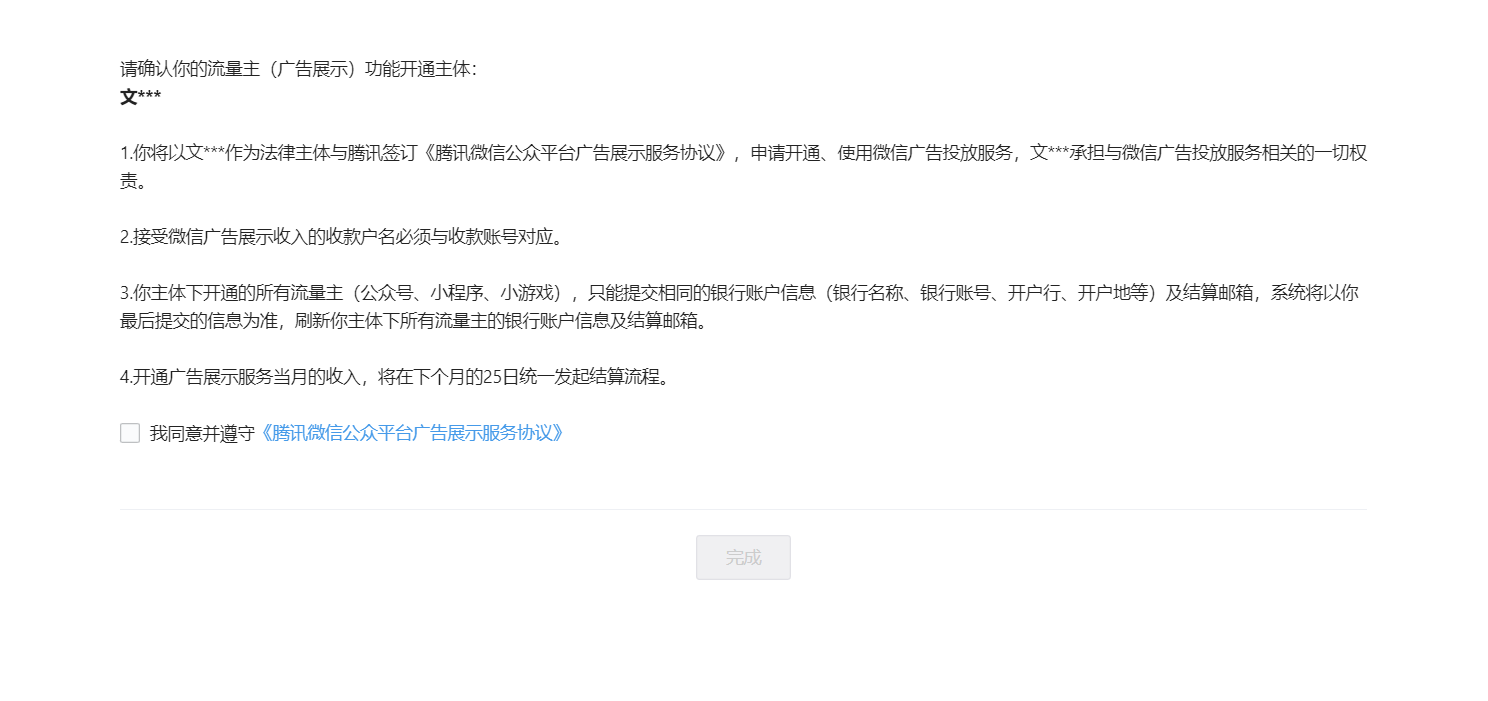 请确认你的流量主（广告展示）功能开通主体：
文***
1.你将以文***作为法律主体与腾讯签订《腾讯微信公众平台广告展示服务协议》，申请开通、使用微信广告投放服务，文***承担与微信广告投放服务相关的一切权
责。
2.接受微信广告展示收入的收款户名必须与收款账号对应。
3.你主体下开通的所有流量主（公众号、小程序、小游戏），只能提交相同的银行账户信息（银行名称、银行账号、开户行、开户地等）及结算邮箱，系统将以你
最后提交的信息为准，刷新你主体下所有流量主的银行账户信息及结算邮箱。
4.开通广告展示服务当月的收入，将在下个月的25日统一发起结算流程。
我同意并遵守《腾讯微信公众平台广告展示服务协议》
完成